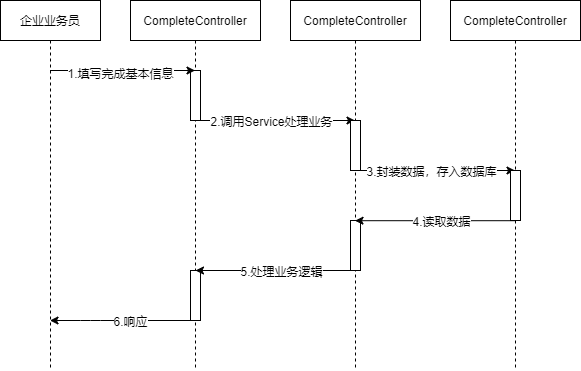 企业业务员
CompleteController
CompleteController
CompleteController
1.填写完成基本信息
2.调用Service处理业务
3.封装数据，存入数据库
4.读取数据
5.处理业务逻辑
6.响应